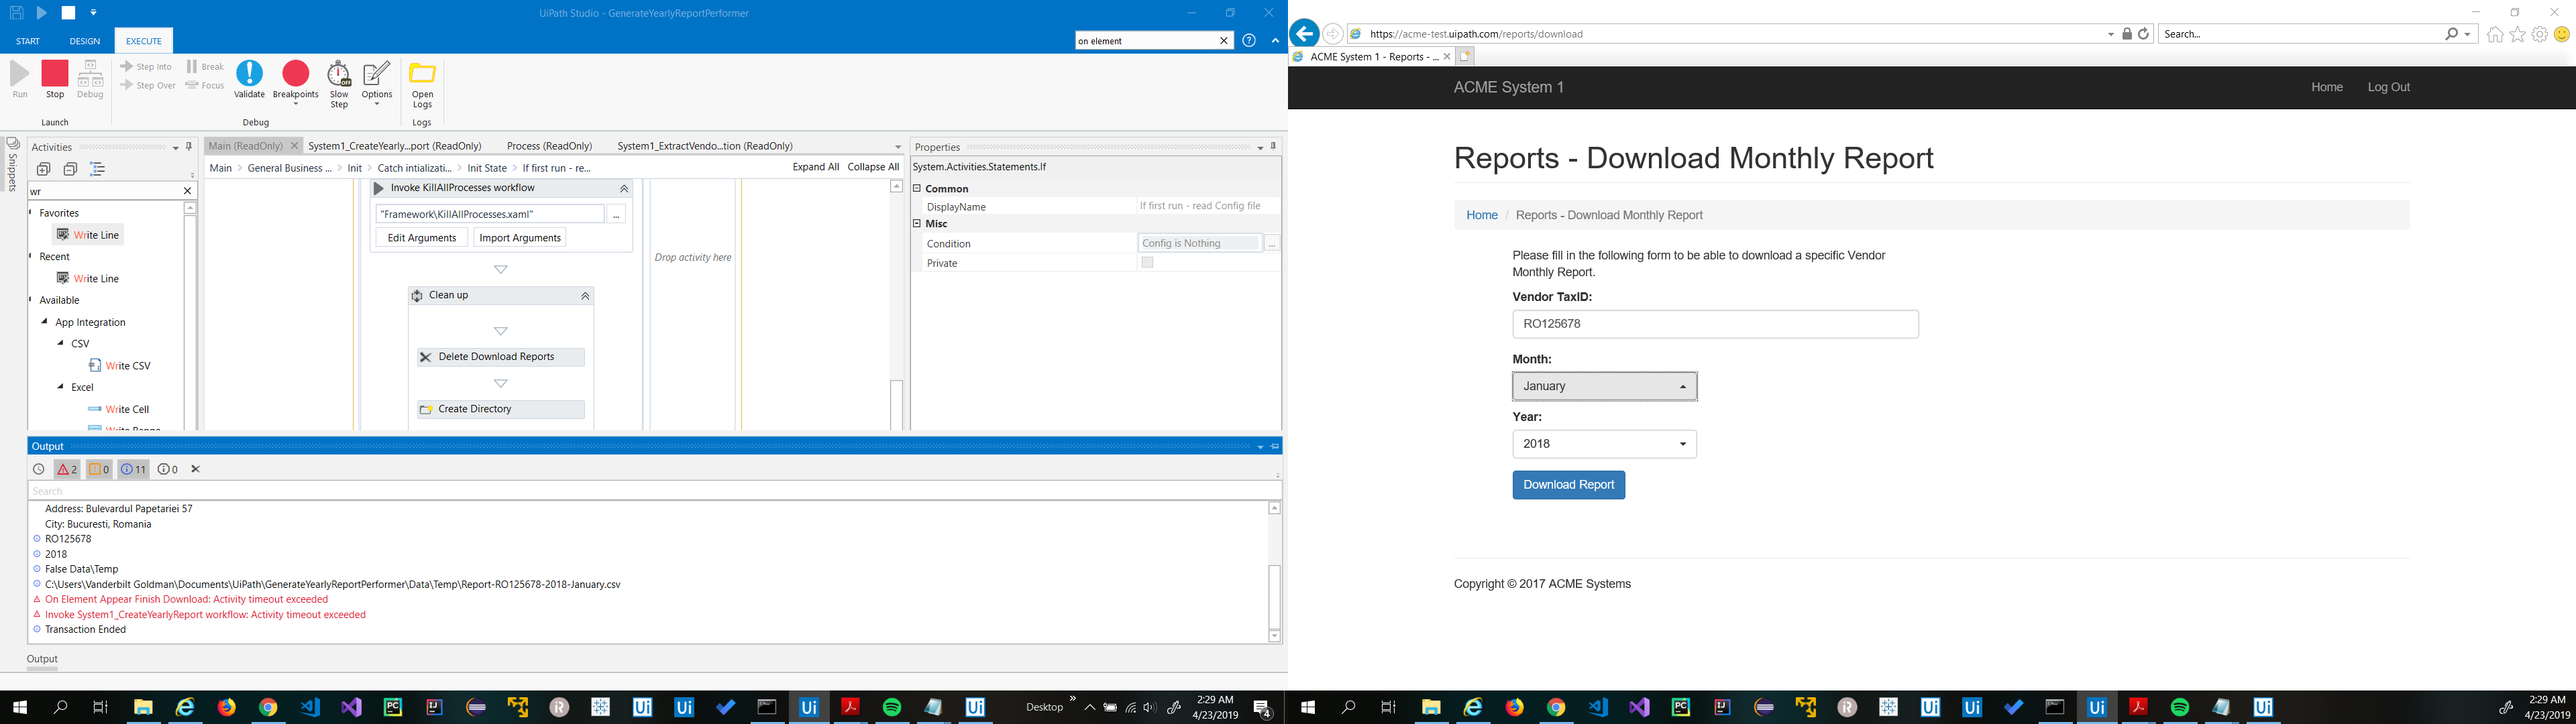 UiPath Studio - GenerateYearlyReportPerformer
START DESIGN EXECUTE
on element
Run Stop Debug
Step Into
Step Over
Break
Focus
Validate Breakpoints Slow Step Options
Open Logs
Launch Debug Logs
Snippets
Activities
wr
Favorites
Write Line
Recent
Write Line
Available
App Integration
CSV
Write CSV
Excel
Write Cell
Write Range
Main (ReadOnly) System1_CreateYearly...port (ReadOnly) Process (ReadOnly) System1_ExtractVendo...tion (ReadOnly)
Main > General Business ... > Init > Catch intializati... > Init State > If first run - re... Expand All Collapse All
Invoke KillAllProcesses workflow
"Framework\KillAllProcesses.xaml" ...
Edit Arguments Import Arguments
Drop activity here
Clean up
Delete Download Reports
Create Directory
Properties
System.Activities.Statements.If
Common
DisplayName If first run - read Config file
Misc
Condition Config is Nothing ...
Private
Output
2 0 11 0
Search
Address: Bulevardul Papetariei 57
City: Bucuresti, Romania
RO125678
2018
False Data\Temp
C:\Users\Vanderbilt Goldman\Documents\UiPath\GenerateYearlyReportPerformer\Data\Temp\Report-RO125678-2018-January.csv
On Element Appear Finish Download: Activity timeout exceeded
Invoke System1_CreateYearlyReport workflow: Activity timeout exceeded
Transaction Ended
Output
Desktop
2:29 AM
4/23/2019
4
https://acme-test.uipath.com/reports/download
Search...
ACME System 1 - Reports - ...
ACME System 1
Home Log Out
Reports - Download Monthly Report
Home / Reports - Download Monthly Report
Please fill in the following form to be able to download a specific Vendor
Monthly Report.
Vendor TaxID:
RO125678
Month:
January
Year:
2018
Download Report
Copyright © 2017 ACME Systems
2:29 AM
4/23/2019